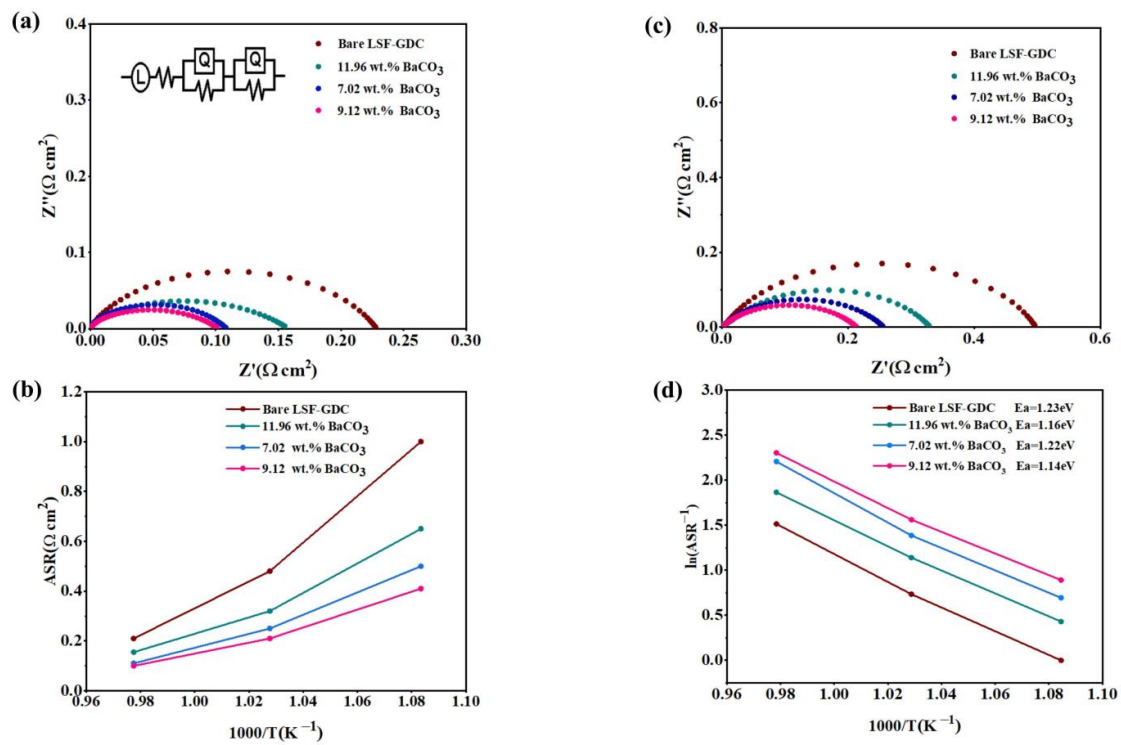 (a)
0.4
0.3
0.2
0.1
0.0
Z''(Ω cm²)
L
Q
Q
Bare LSF-GDC
11.96 wt.% BaCO₃
7.02 wt.% BaCO₃
9.12 wt.% BaCO₃
0.00
0.05
0.10
0.15
0.20
0.25
0.30
Z'(Ω cm²)
(c)
0.8
0.6
0.4
0.2
0.0
Z''(Ω cm²)
Bare LSF-GDC
11.96 wt.% BaCO₃
7.02 wt.% BaCO₃
9.12 wt.% BaCO₃
0.0
0.2
0.4
0.6
Z'(Ω cm²)
(b)
1.2
1.0
0.8
0.6
0.4
0.2
0.0
ASR(Ω cm²)
Bare LSF-GDC
11.96 wt.% BaCO₃
7.02 wt.% BaCO₃
9.12 wt.% BaCO₃
0.96
0.98
1.00
1.02
1.04
1.06
1.08
1.10
1000/T(K⁻¹)
(d)
3.0
2.5
2.0
1.5
1.0
0.5
0.0
ln(ASR⁻¹)
Bare LSF-GDC Ea=1.23eV
11.96 wt.% BaCO₃ Ea=1.16eV
7.02 wt.% BaCO₃ Ea=1.22eV
9.12 wt.% BaCO₃ Ea=1.14eV
0.96
0.98
1.00
1.02
1.04
1.06
1.08
1.10
1000/T(K⁻¹)